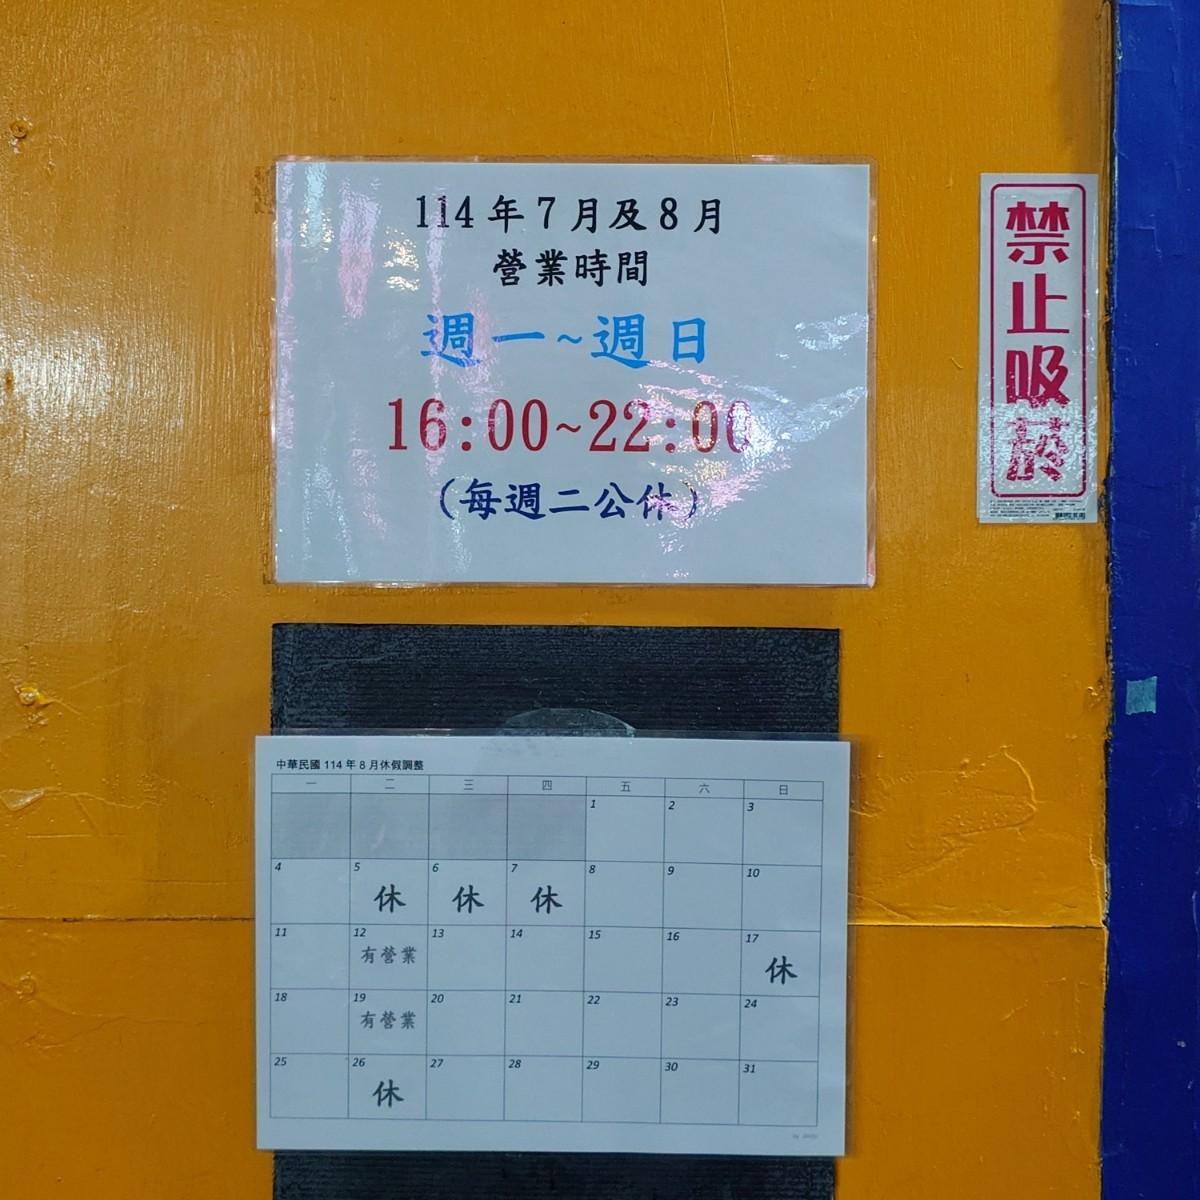 114年7月及8月
營業時間
週一~週日
16:00~22:00
(每週二公休)
禁止吸菸
中華民國 114 年 8 月休假調整
一 二 三 四 五 六 日
1 2 3
4 5 6 7 8 9 10
休 休 休
11 12 13 14 15 16 17
有營業 休
18 19 20 21 22 23 24
有營業
25 26 27 28 29 30 31
休